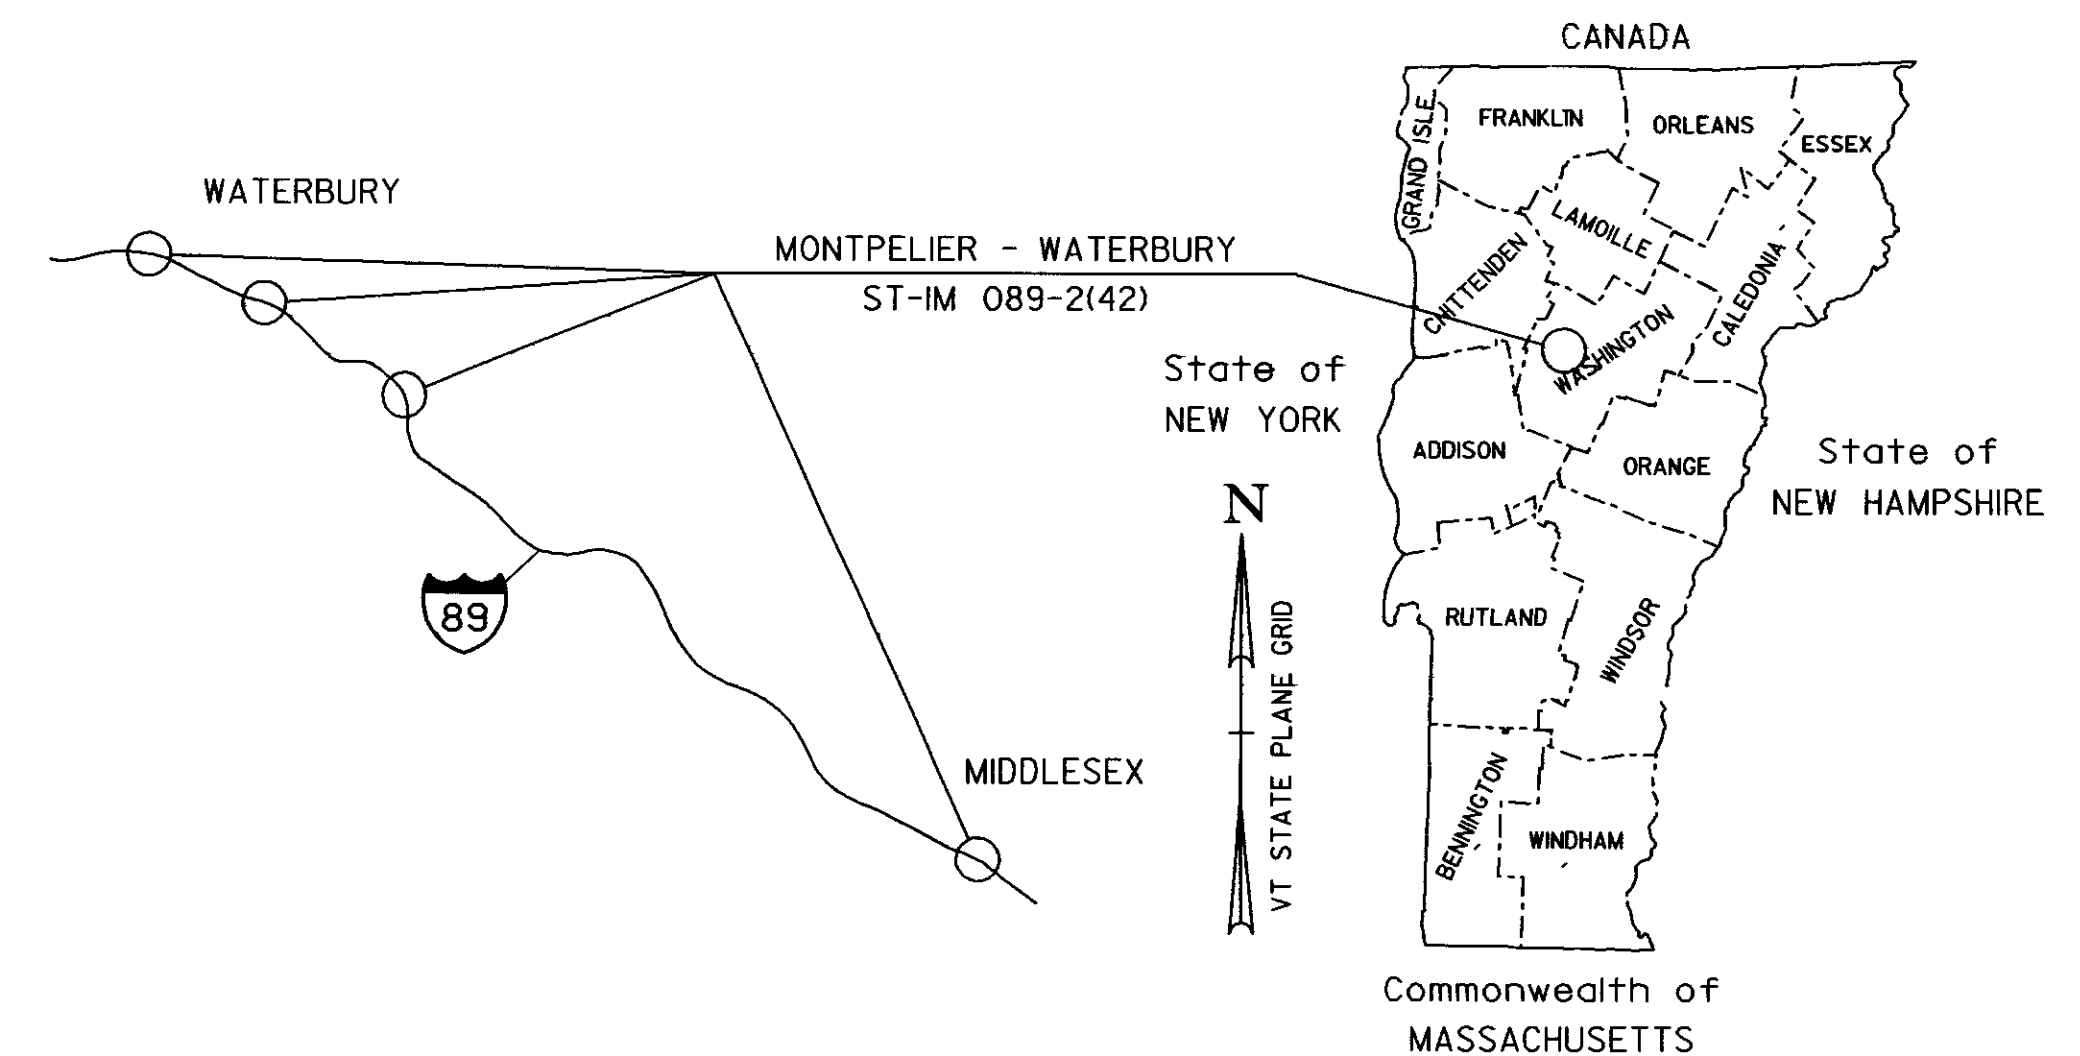 CANADA
FRANKLIN
ORLEANS
ESSEX
GRAND ISLE
LAMOILLE
CHITTENDEN
CALEDONIA
WASHINGTON
WATERBURY
MONTPELIER - WATERBURY
ST-IM 089-2(42)
State of
NEW YORK
ADDISON
ORANGE
State of
NEW HAMPSHIRE
N
VT STATE PLANE GRID
89
RUTLAND
WINDSOR
MIDDLESEX
BENNINGTON
WINDHAM
Commonwealth of
MASSACHUSETTS